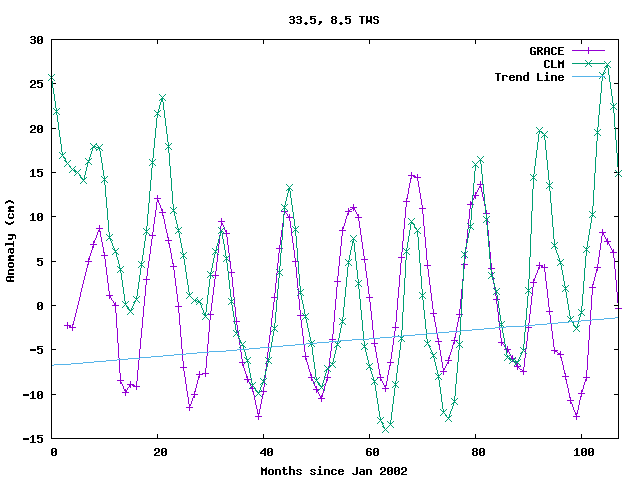 33.5, 8.5 TWS
GRACE
CLM
Trend Line
30
25
20
15
10
5
0
-5
-10
-15
Anomaly (cm)
0 20 40 60 80 100
Months since Jan 2002